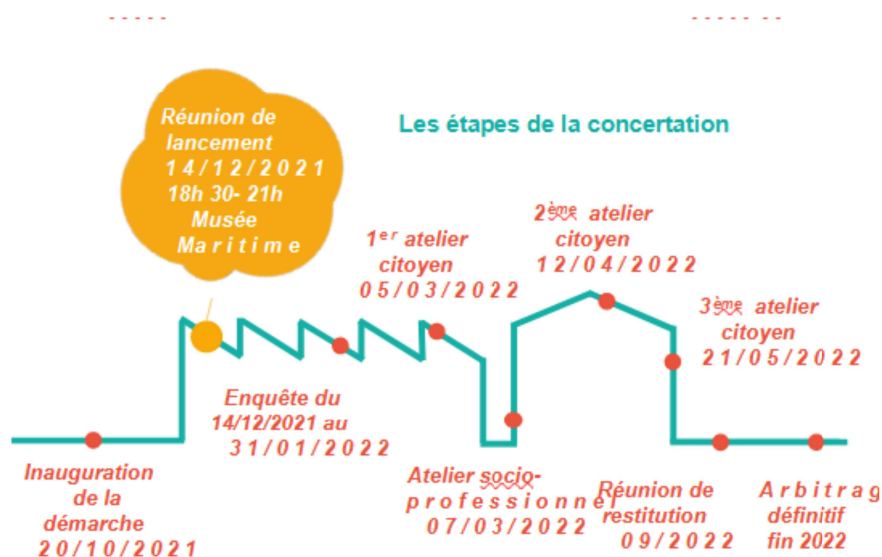 Les étapes de la concertation
Réunion de
lancement
14/12/2021
18h 30- 21h
Musée
Maritime
1er atelier
citoyen
05/03/2022
2ème atelier
citoyen
12/04/2022
3ème atelier
citoyen
21/05/2022
Enquête du
14/12/2021 au
31/01/2022
Inauguration
de la
démarche
20/10/2021
Atelier socio-
professionnel
07/03/2022
Réunion de
restitution
09/2022
Arbitrag
définitif
fin 2022